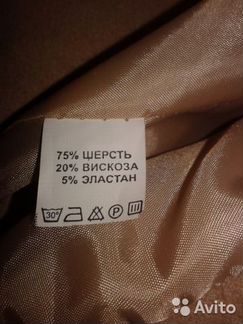 75% ШЕРСТЬ
20% ВИСКОЗА
5% ЭЛАСТАН
30°
P
Avito